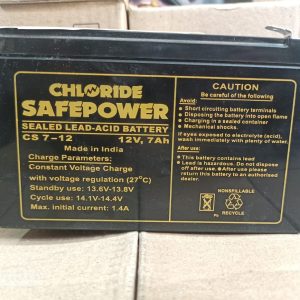 CHLORIDE
SAFEPOWER
SEALED LEAD-ACID BATTERY
CS 7-12 12V, 7Ah
Made in India
Charge Parameters:
Constant Voltage Charge
with voltage regulation (27°C)
Standby use: 13.6V-13.8V
Cycle use: 14.1V-14.4V
Max. initial current: 1.4A
CAUTION
Be careful of the following:
Avoid:
• Short circuiting battery terminals
• Disposing the battery into open flame
• Charging in a sealed container
• Mechanical shocks.
If eyes exposed to electrolyte (acid),
wash immediately with plenty of water.
After use:
• This battery contains lead
• Lead is hazardous. Do not dispose
off after use.
• After use please
return this battery to an authorised
dealer.
NONSPILLABLE
RECYCLE
Pb